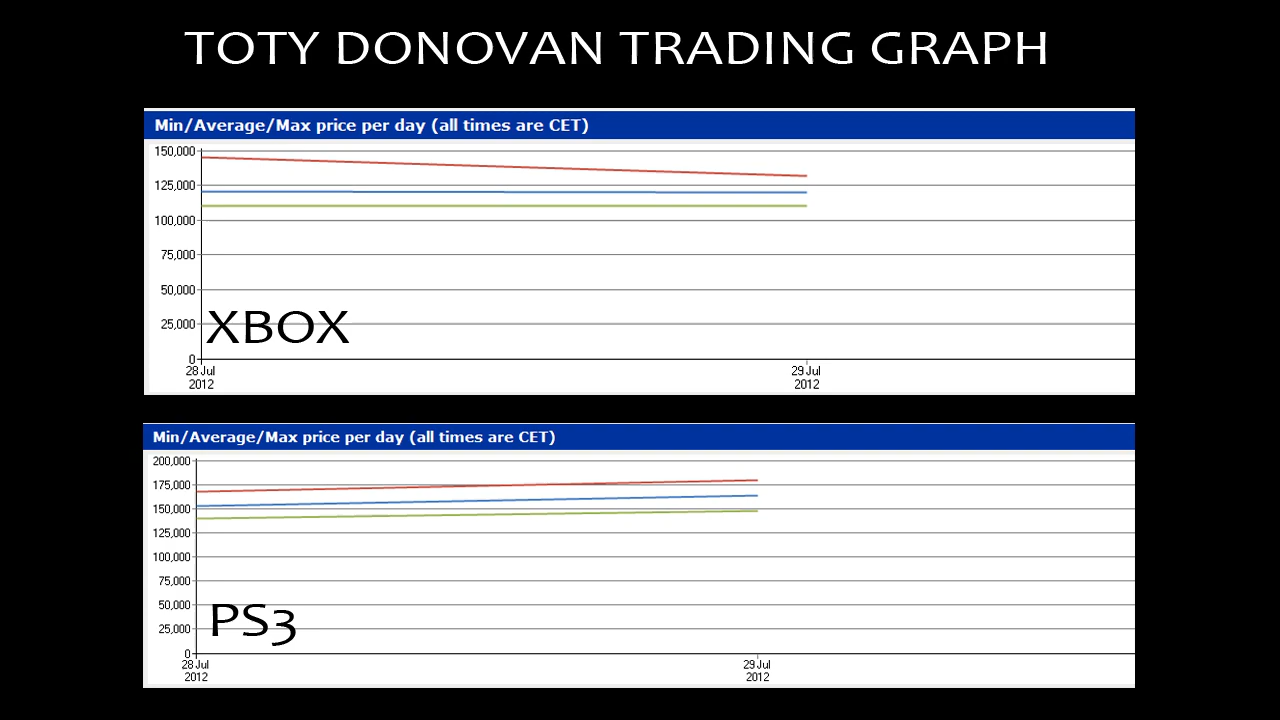 TOTY DONOVAN TRADING GRAPH
Min/Average/Max price per day (all times are CET)
150,000
125,000
100,000
75,000
50,000
25,000
0
XBOX
28 Jul
2012
29 Jul
2012
Min/Average/Max price per day (all times are CET)
200,000
175,000
150,000
125,000
100,000
75,000
50,000
25,000
0
PS3
28 Jul
2012
29 Jul
2012